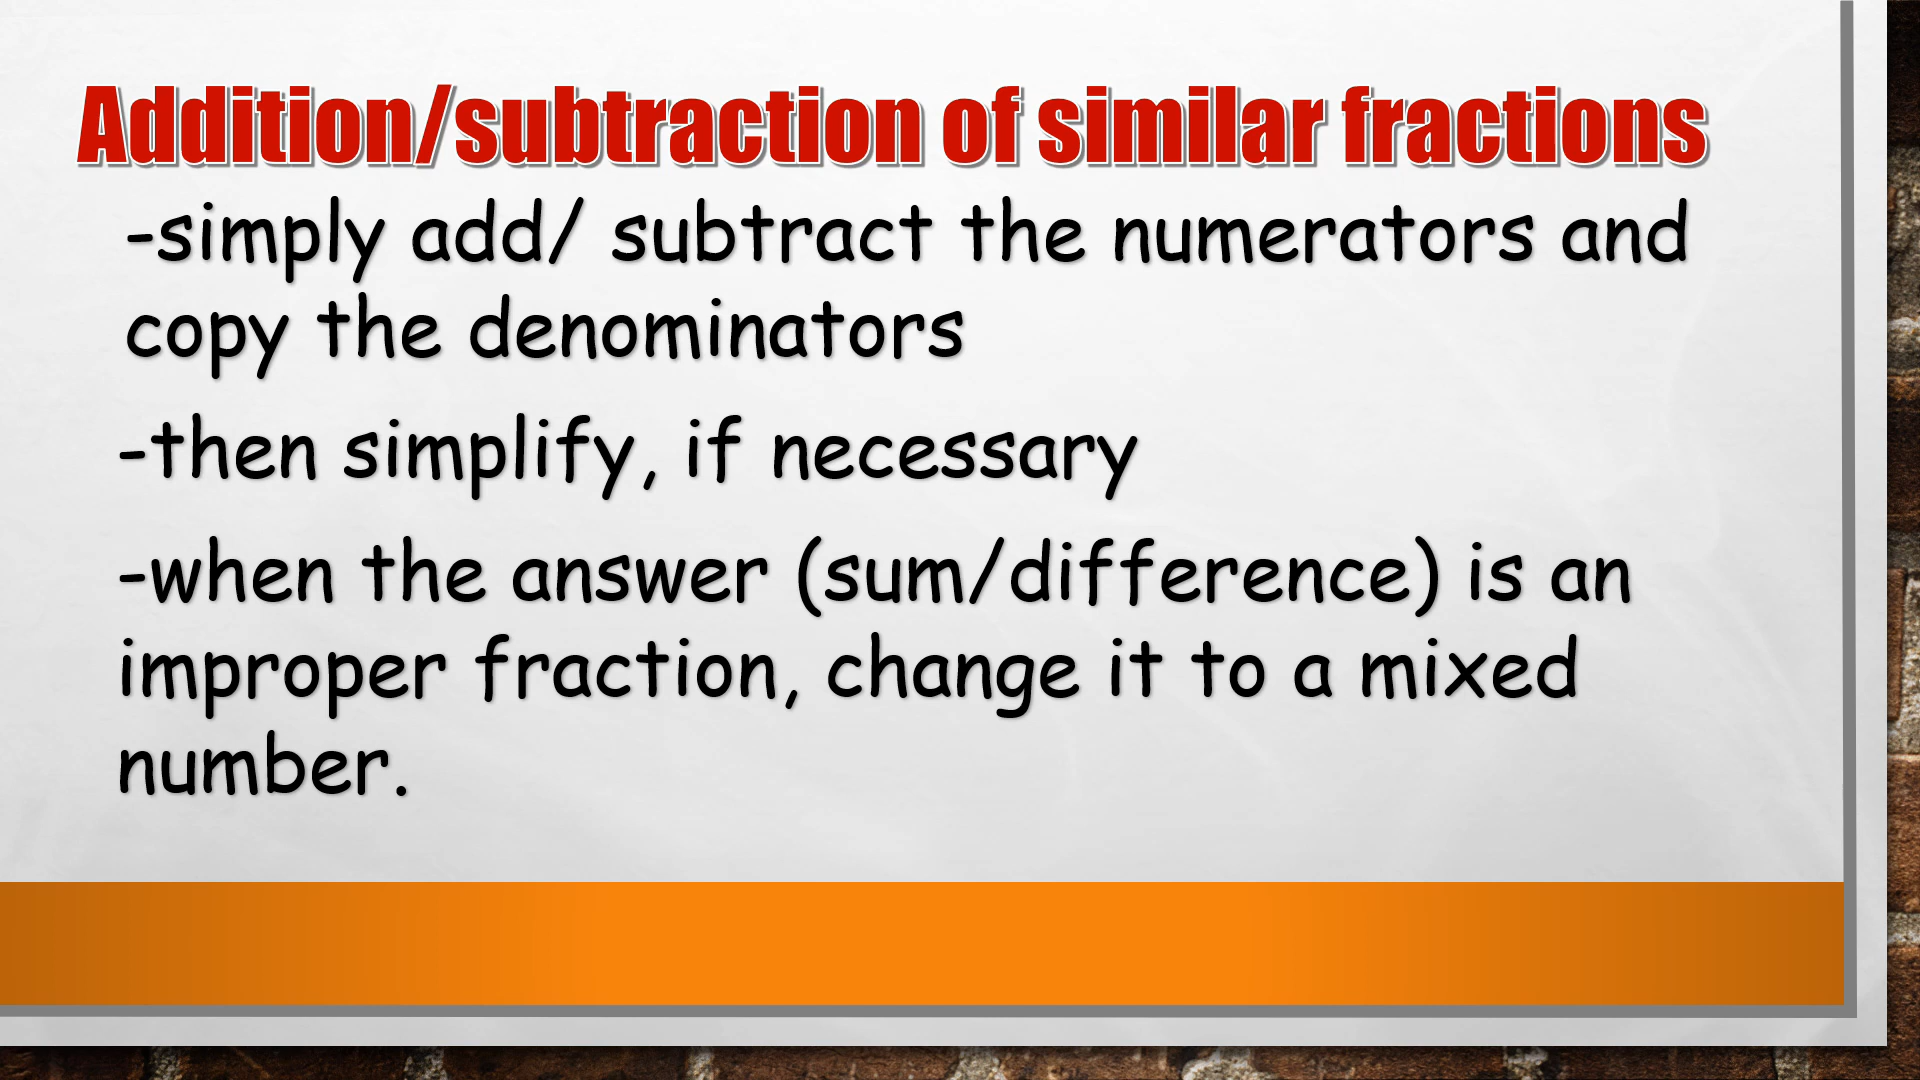 Addition/subtraction of similar fractions
-simply add/ subtract the numerators and
copy the denominators
-then simplify, if necessary
-when the answer (sum/difference) is an
improper fraction, change it to a mixed
number.